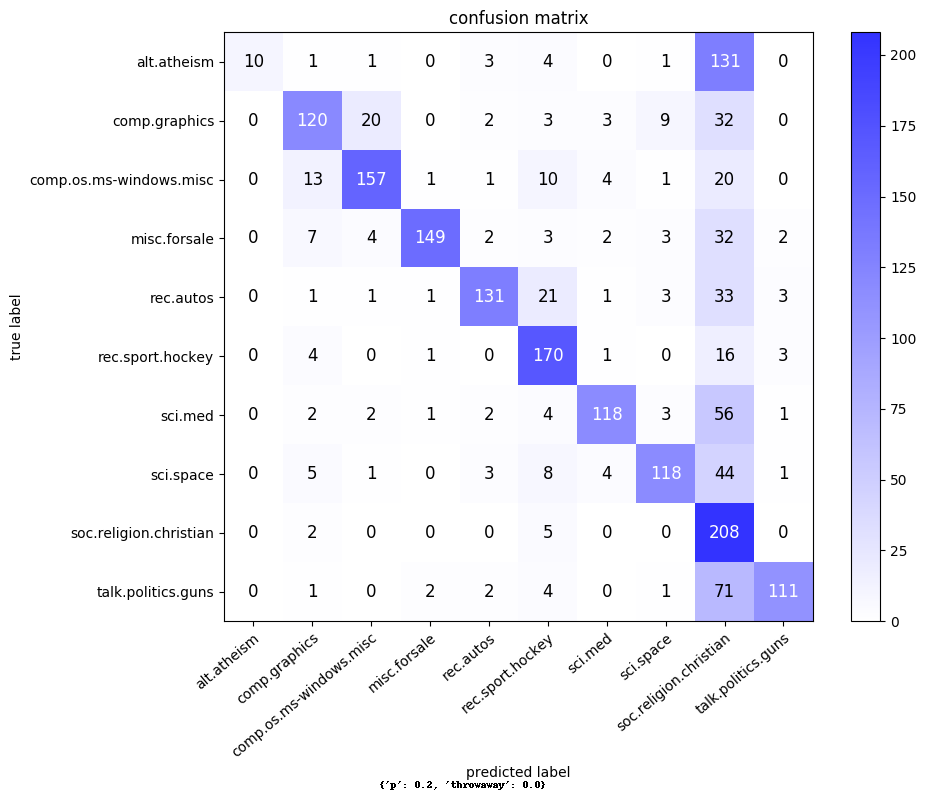 confusion matrix
alt.atheism 10 1 1 0 3 4 0 1 131 0
comp.graphics 0 120 20 0 2 3 3 9 32 0
comp.os.ms-windows.misc 0 13 157 1 1 10 4 1 20 0
misc.forsale 0 7 4 149 2 3 2 3 32 2
rec.autos 0 1 1 1 131 21 1 3 33 3
rec.sport.hockey 0 4 0 1 0 170 1 0 16 3
sci.med 0 2 2 1 2 4 118 3 56 1
sci.space 0 5 1 0 3 8 4 118 44 1
soc.religion.christian 0 2 0 0 0 5 0 0 208 0
talk.politics.guns 0 1 0 2 2 4 0 1 71 111
true label
alt.atheism
comp.graphics
comp.os.ms-windows.misc
misc.forsale
rec.autos
rec.sport.hockey
sci.med
sci.space
soc.religion.christian
talk.politics.guns
predicted label
{'p': 0.2, 'throwaway': 0.0}
200
175
150
125
100
75
50
25
0